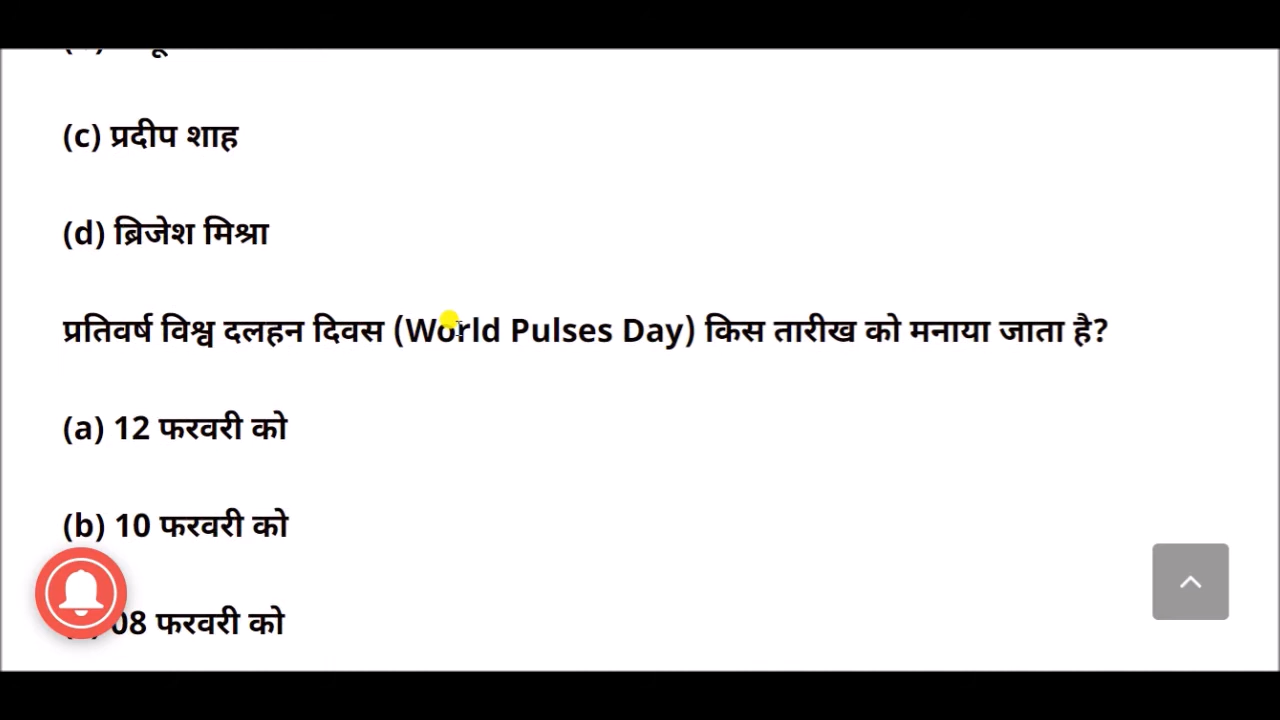 (c) प्रदीप शाह
(d) ब्रिजेश मिश्रा
प्रतिवर्ष विश्व दलहन दिवस (World Pulses Day) किस तारीख को मनाया जाता है?
(a) 12 फरवरी को
(b) 10 फरवरी को
08 फरवरी को